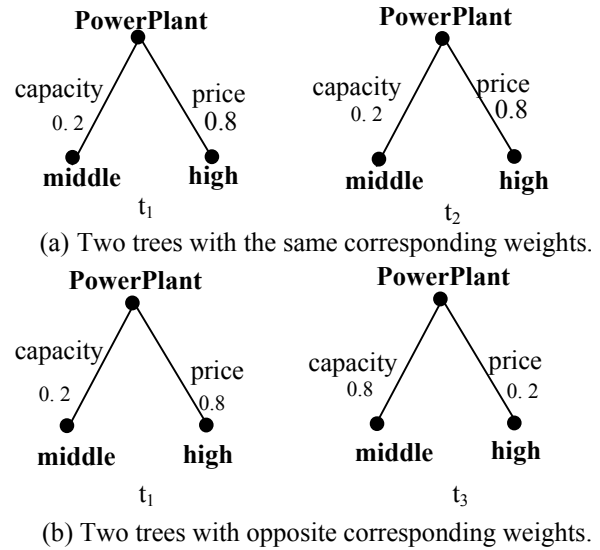 PowerPlant PowerPlant
capacity price capacity price
0. 2 0.8 0. 2 0.8
middle high middle high
t1 t2
(a) Two trees with the same corresponding weights.
PowerPlant PowerPlant
capacity price capacity price
0. 2 0.8 0.8 0. 2
middle high middle high
t1 t3
(b) Two trees with opposite corresponding weights.